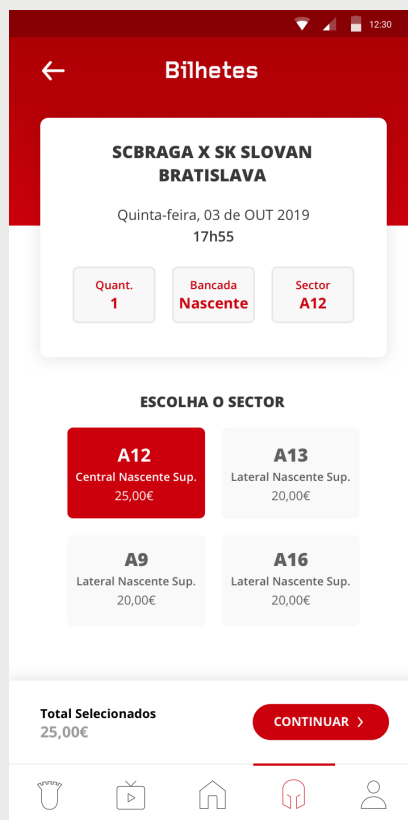 12:30
Bilhetes
SCBRAGA X SK SLOVAN
BRATISLAVA
Quinta-feira, 03 de OUT 2019
17h55
Quant.
1
Bancada
Nascente
Sector
A12
ESCOLHA O SECTOR
A12
Central Nascente Sup.
25,00€
A13
Lateral Nascente Sup.
20,00€
A9
Lateral Nascente Sup.
20,00€
A16
Lateral Nascente Sup.
20,00€
Total Selecionados
25,00€
CONTINUAR